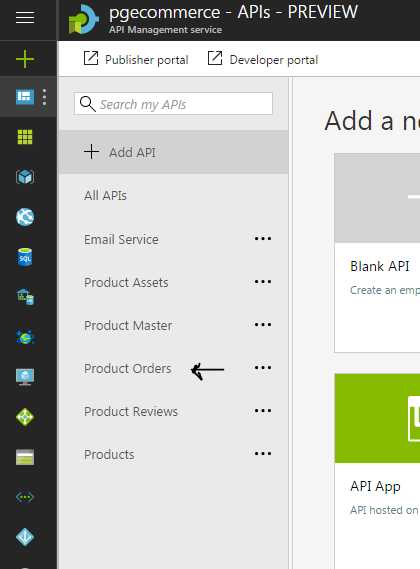 pgecommerce - APIs - PREVIEW
API Management service
Publisher portal
Developer portal
Search my APIs
Add API
All APIs
Email Service
Product Assets
Product Master
Product Orders
Product Reviews
Products
Add a ne
Blank API
Create an emp
API App
API hosted on
SQL